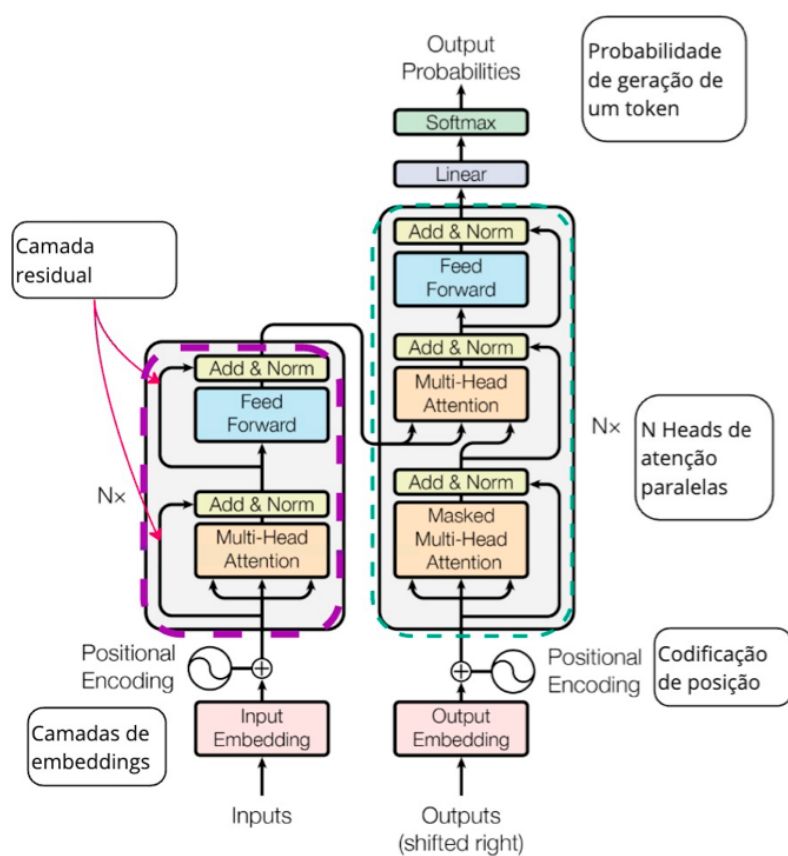 Output
Probabilities
Probabilidade
de geração de
um token
Softmax
Linear
Add & Norm
Feed
Forward
Add & Norm
Multi-Head
Attention
Nx
N Heads de
atenção
paralelas
Add & Norm
Masked
Multi-Head
Attention
Camada
residual
Add & Norm
Feed
Forward
Nx
Add & Norm
Multi-Head
Attention
Positional
Encoding
Positional
Encoding
Codificação
de posição
Camadas de
embeddings
Input
Embedding
Output
Embedding
Inputs
Outputs
(shifted right)